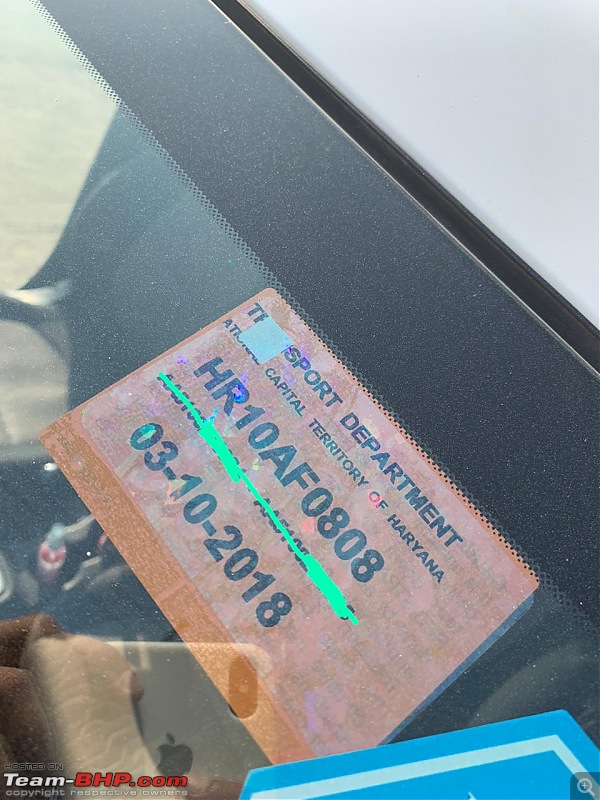 SPORT DEPARTMENT
CAPITAL TERRITORY OF HARYANA
HR10AF0808
03-10-2018
HOSTED ON
Team-BHP.com
copyright respective owners